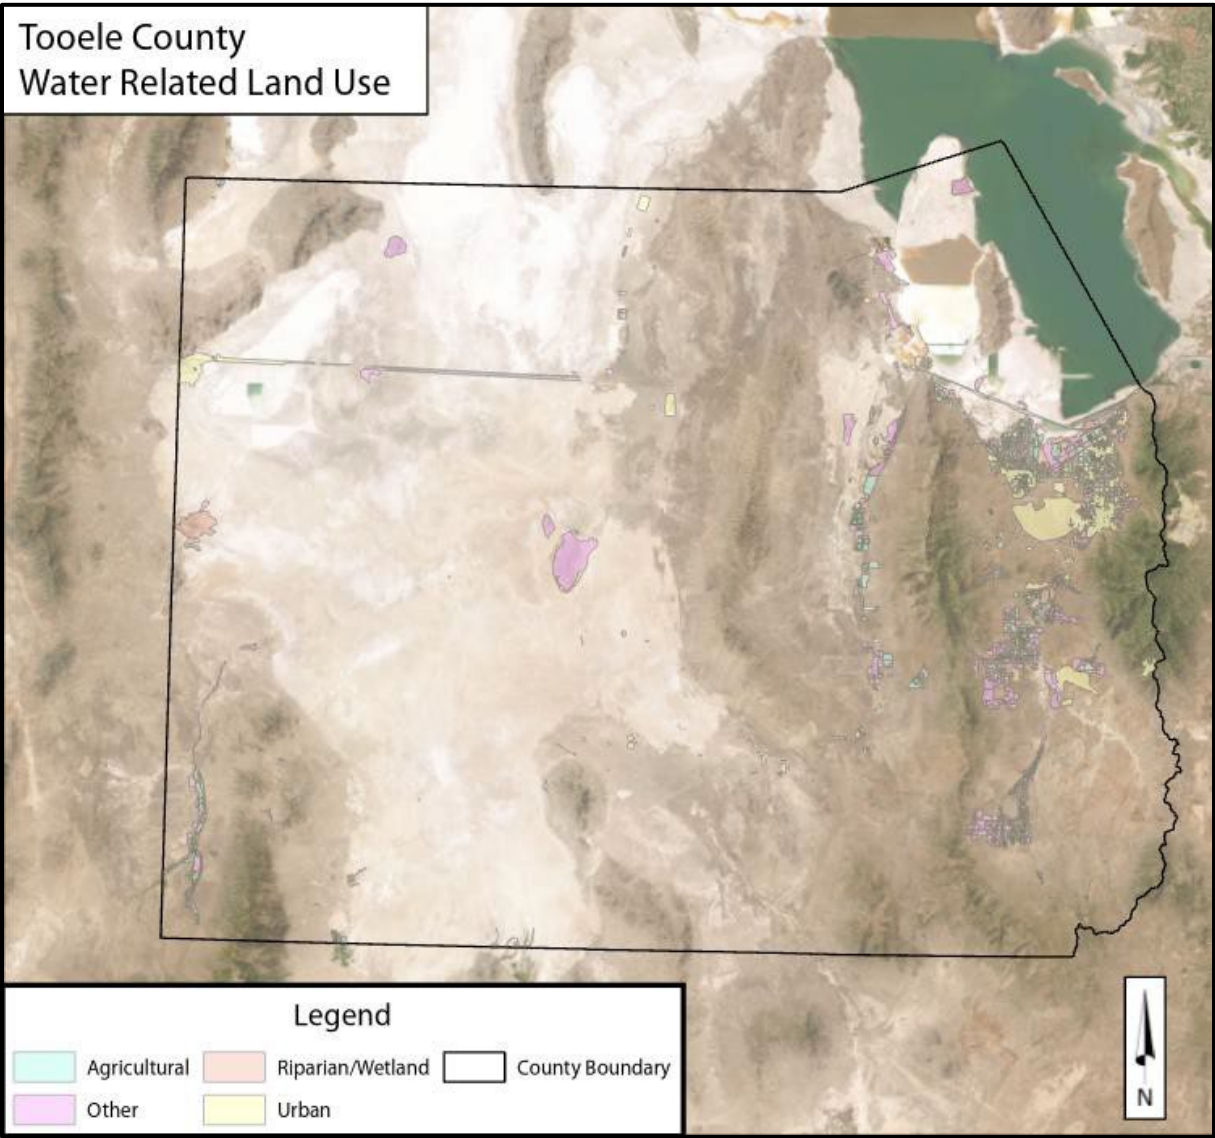 Tooele County
Water Related Land Use
Legend
Agricultural
Riparian/Wetland
County Boundary
Other
Urban
N